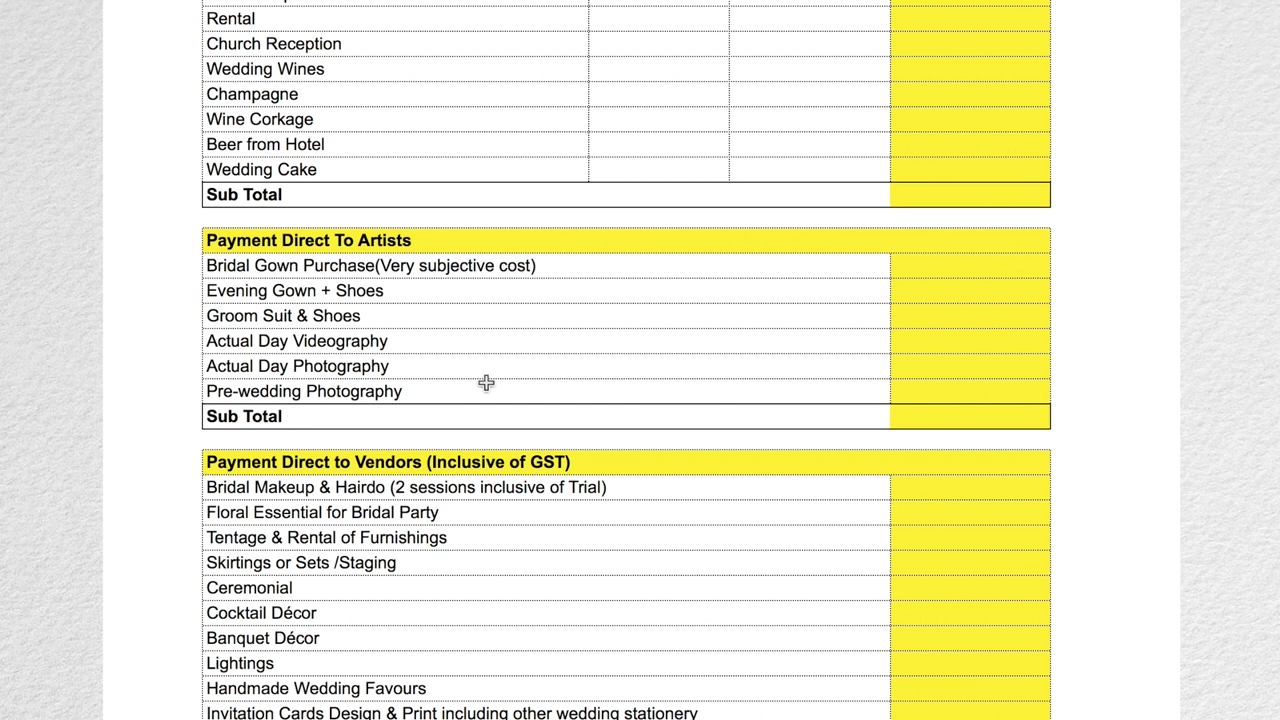 Rental
Church Reception
Wedding Wines
Champagne
Wine Corkage
Beer from Hotel
Wedding Cake
Sub Total
Payment Direct To Artists
Bridal Gown Purchase(Very subjective cost)
Evening Gown + Shoes
Groom Suit & Shoes
Actual Day Videography
Actual Day Photography
Pre-wedding Photography
Sub Total
Payment Direct to Vendors (Inclusive of GST)
Bridal Makeup & Hairdo (2 sessions inclusive of Trial)
Floral Essential for Bridal Party
Tentage & Rental of Furnishings
Skirtings or Sets /Staging
Ceremonial
Cocktail Décor
Banquet Décor
Lightings
Handmade Wedding Favours
Invitation Cards Design & Print including other wedding stationery